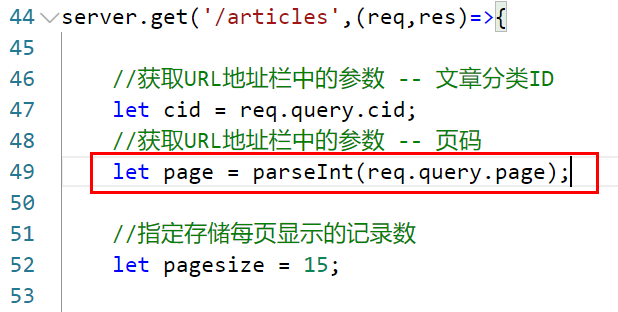 44 server.get('/articles',(req,res)=>{
45
46 //获取URL地址栏中的参数 -- 文章分类ID
47 let cid = req.query.cid;
48 //获取URL地址栏中的参数 -- 页码
49 let page = parseInt(req.query.page);
50
51 //指定存储每页显示的记录数
52 let pagesize = 15;
53